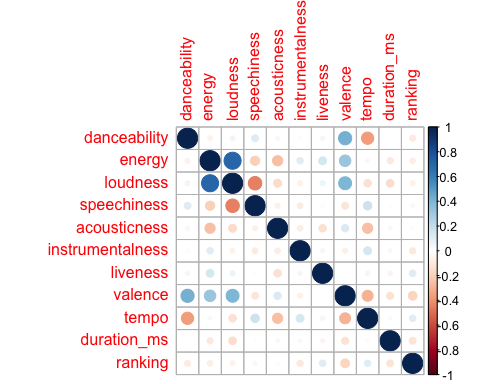 danceability
energy
loudness
speechiness
acousticness
instrumentalness
liveness
valence
tempo
duration_ms
ranking
danceability
energy
loudness
speechiness
acousticness
instrumentalness
liveness
valence
tempo
duration_ms
ranking
1
0.8
0.6
0.4
0.2
0
-0.2
-0.4
-0.6
-0.8
-1